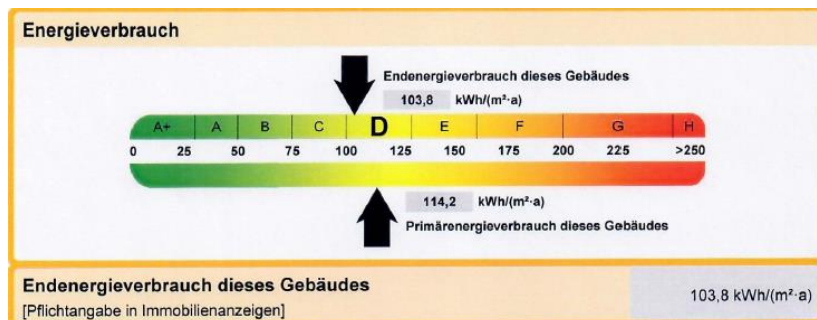 Energieverbrauch
Endenergieverbrauch dieses Gebäudes
103,8 kWh/(m²·a)
A+ A B C D E F G H
0 25 50 75 100 125 150 175 200 225 >250
114,2 kWh/(m²·a)
Primärenergieverbrauch dieses Gebäudes
Endenergieverbrauch dieses Gebäudes
103,8 kWh/(m²·a)
[Pflichtangabe in Immobilienanzeigen]